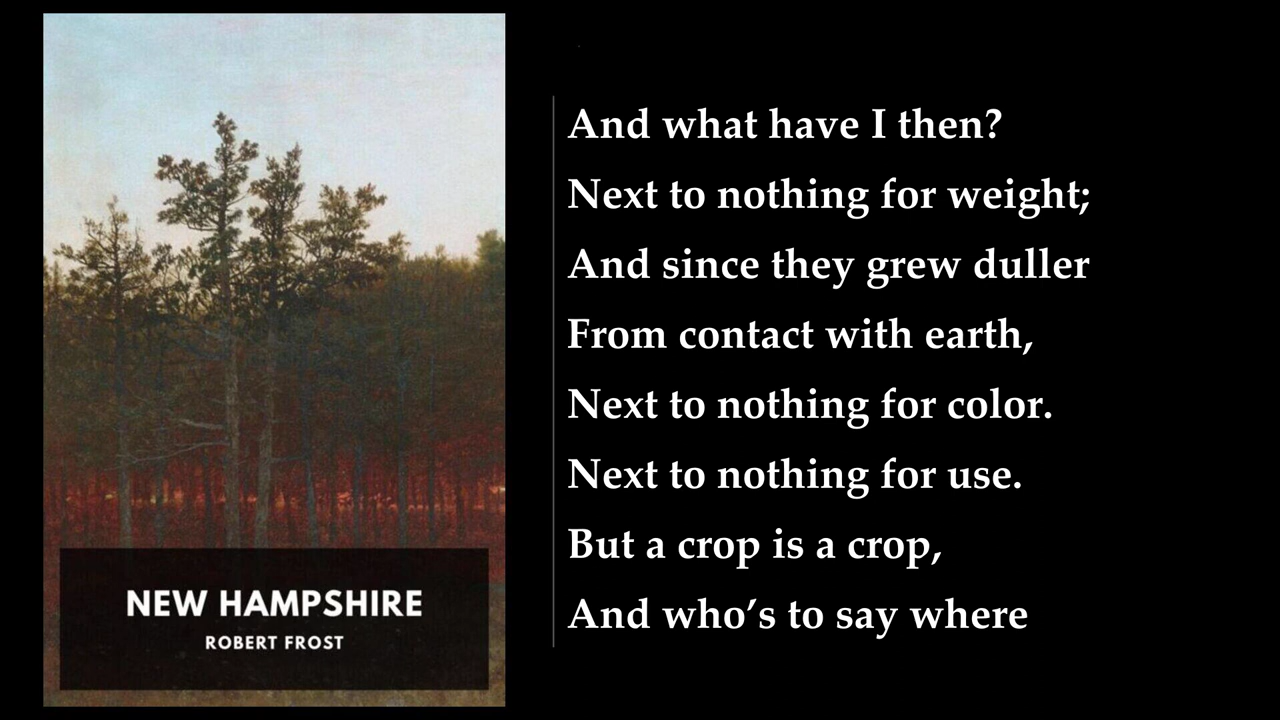 NEW HAMPSHIRE
ROBERT FROST
And what have I then?
Next to nothing for weight;
And since they grew duller
From contact with earth,
Next to nothing for color.
Next to nothing for use.
But a crop is a crop,
And who’s to say where